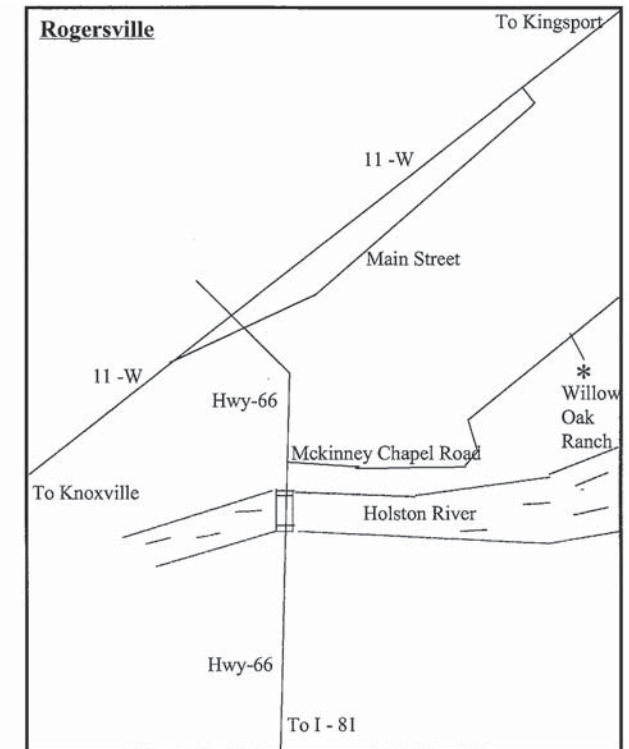 Rogersville
To Kingsport
11 -W
Main Street
11 -W
Hwy-66
*
Willow
Oak
Ranch
Mckinney Chapel Road
To Knoxville
Holston River
Hwy-66
To I - 8I